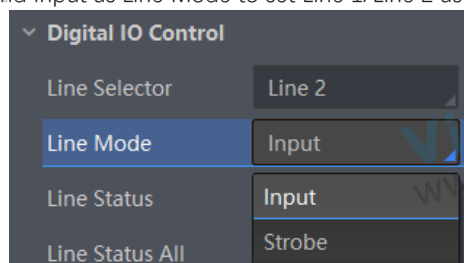 Input as Line Mode to set Line 1/Line 2 as
Digital IO Control
Line Selector Line 2
Line Mode Input
Line Status Input
Line Status All Strobe